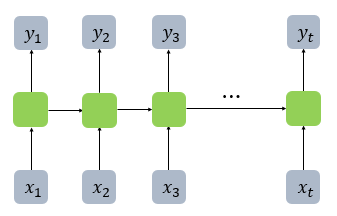 y₁ y₂ y₃ yₜ
...
x₁ x₂ x₃ xₜ